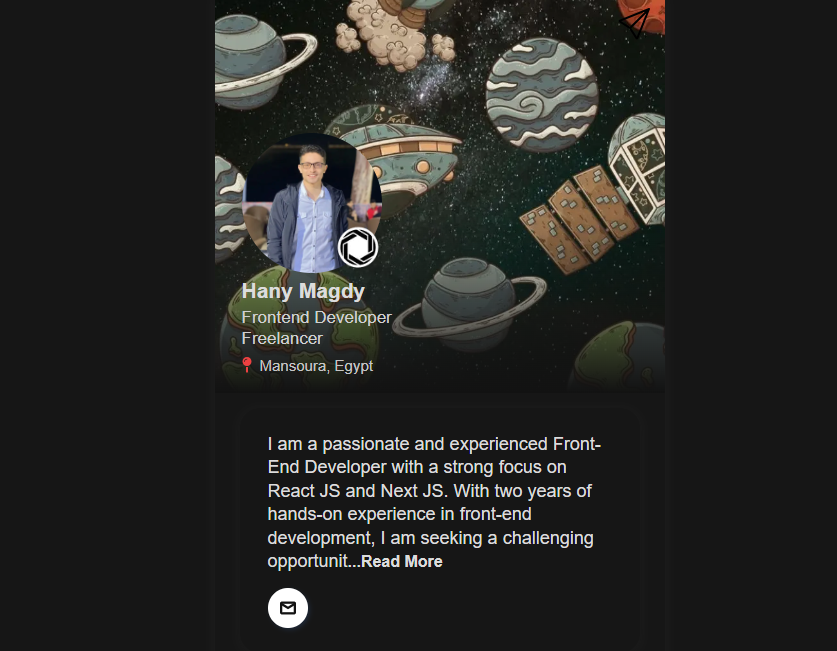 Hany Magdy
Frontend Developer
Freelancer
📍 Mansoura, Egypt
I am a passionate and experienced Front-
End Developer with a strong focus on
React JS and Next JS. With two years of
hands-on experience in front-end
development, I am seeking a challenging
opportunit...Read More